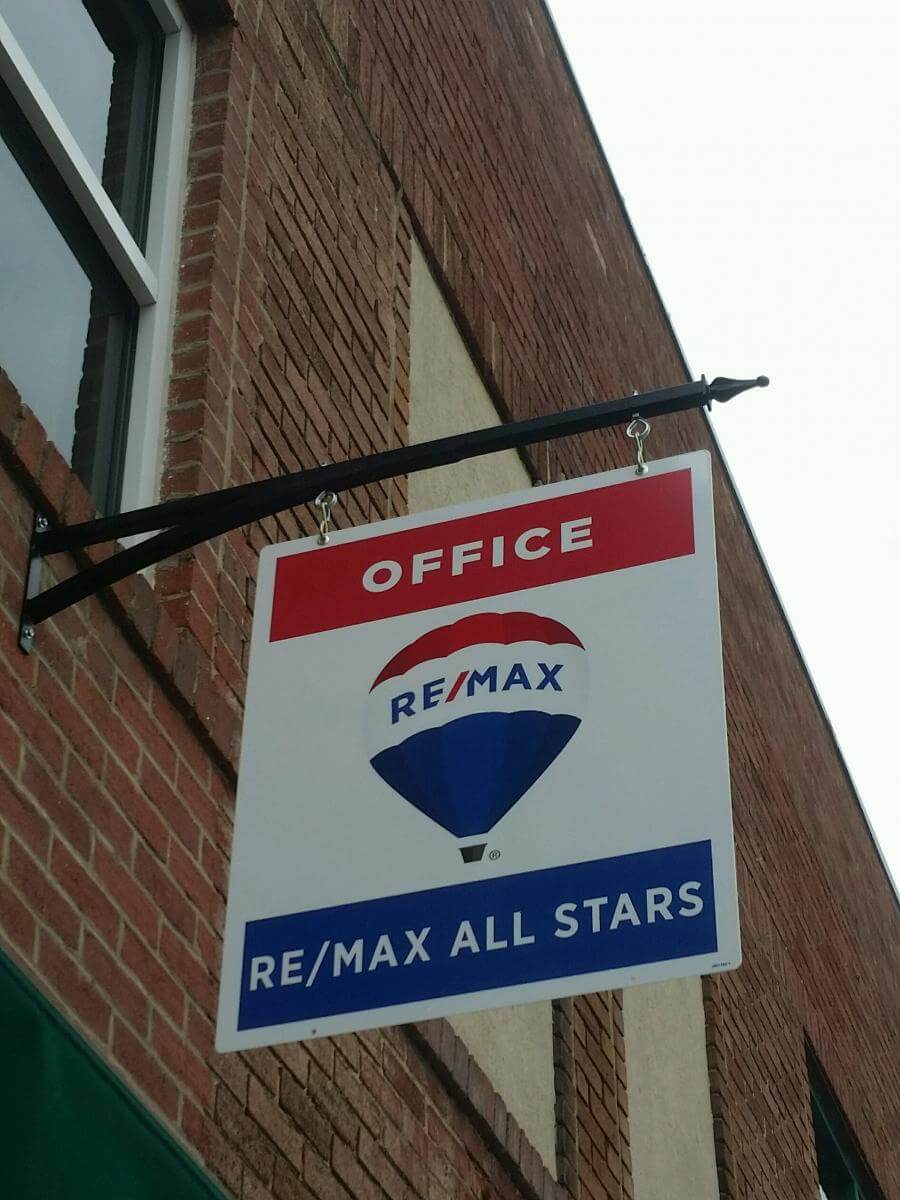 OFFICE
RE/MAX
®
RE/MAX ALL STARS